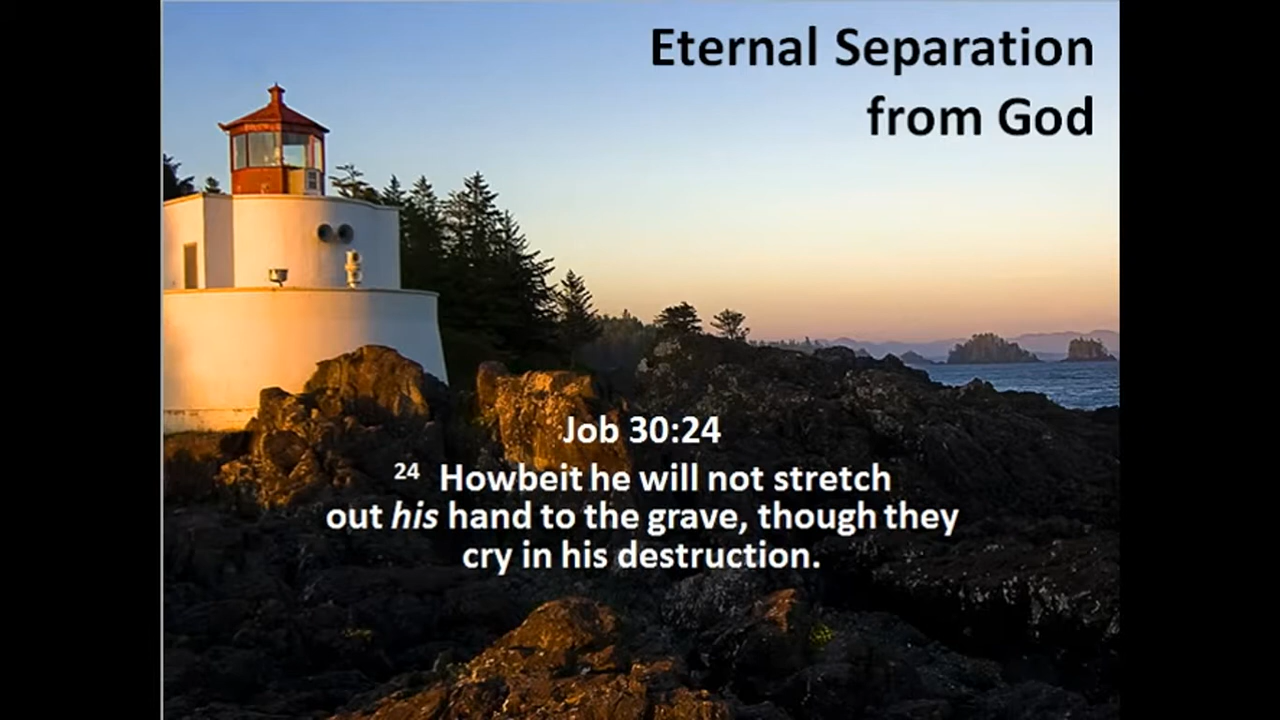 Eternal Separation
from God
Job 30:24
24 Howbeit he will not stretch
out his hand to the grave, though they
cry in his destruction.